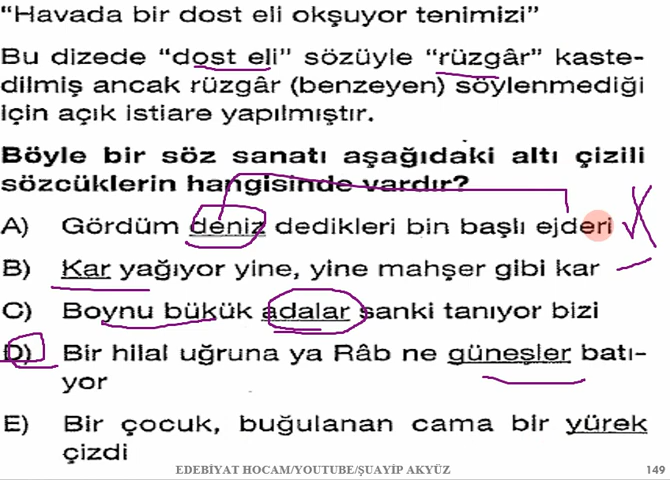 “Havada bir dost eli okşuyor tenimizi”
Bu dizede “dost eli” sözüyle “rüzgâr” kaste-
dilmiş ancak rüzgâr (benzeyen) söylenmediği
için açık istiare yapılmıştır.
Böyle bir söz sanatı aşağıdaki altı çizili
sözcüklerin hangisinde vardır?
A) Gördüm deniz dedikleri bin başlı ejderi
B) Kar yağıyor yine, yine mahşer gibi kar
C) Boynu bükük adalar sanki tanıyor bizi
D) Bir hilal uğruna ya Râb ne güneşler batı-
yor
E) Bir çocuk, buğulanan cama bir yürek
çizdi
EDEBİYAT HOCAM/YOUTUBE/ŞUAYİP AKYÜZ 149